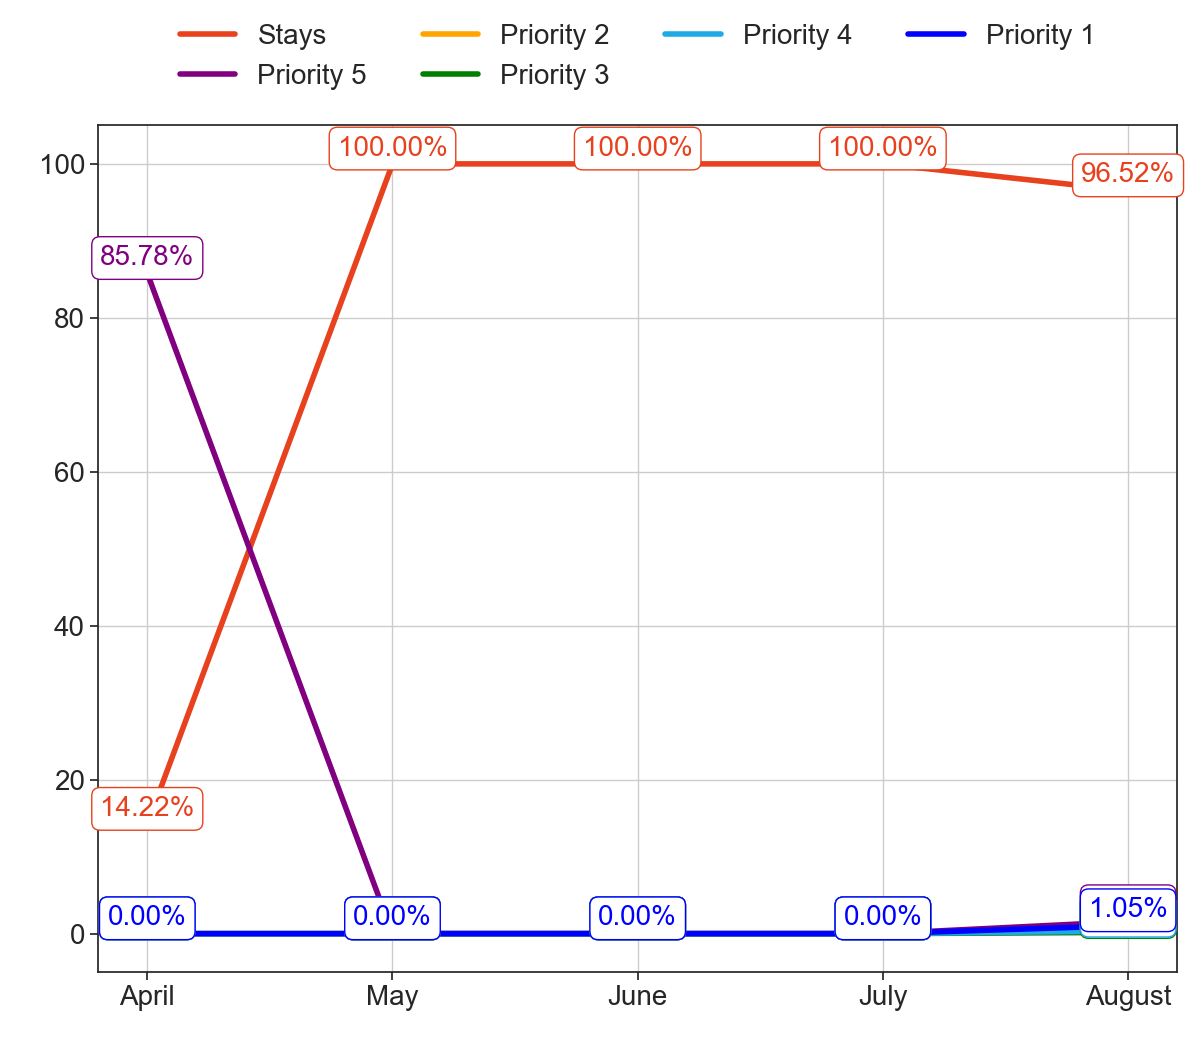 Stays Priority 2 Priority 4 Priority 1
Priority 5 Priority 3
100.00% 100.00% 100.00%
100
96.52%
85.78%
80
60
40
20
14.22%
0.00% 0.00% 0.00% 0.00% 1.05%
0
April May June July August